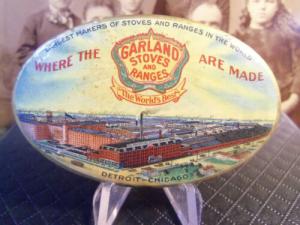 LARGEST MAKERS OF STOVES AND RANGES IN THE WORLD
WHERE THE
GARLAND
STOVES
AND
RANGES
ARE MADE
"The World's Best"
DETROIT - CHICAGO